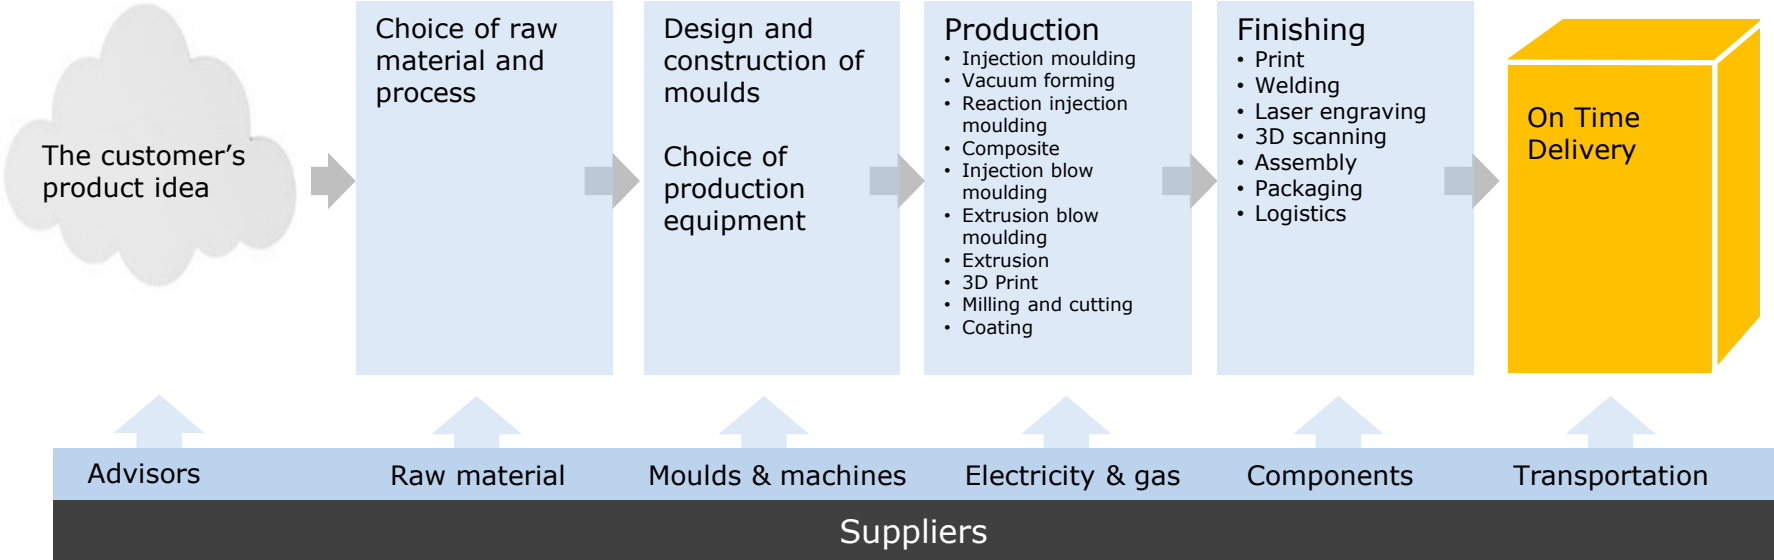 The customer’s
product idea
Choice of raw
material and
process
Design and
construction of
moulds
Choice of
production
equipment
Production
• Injection moulding
• Vacuum forming
• Reaction injection
moulding
• Composite
• Injection blow
moulding
• Extrusion blow
moulding
• Extrusion
• 3D Print
• Milling and cutting
• Coating
Finishing
• Print
• Welding
• Laser engraving
• 3D scanning
• Assembly
• Packaging
• Logistics
On Time
Delivery
Advisors
Raw material
Moulds & machines
Electricity & gas
Components
Transportation
Suppliers